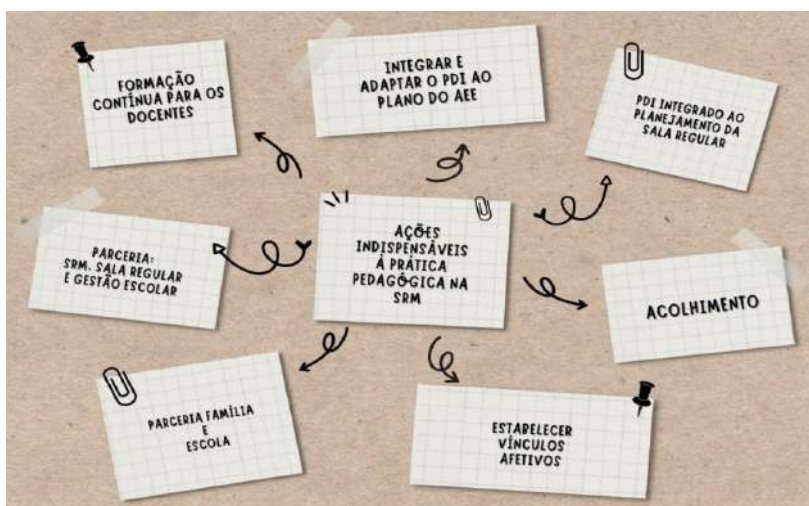 FORMAÇÃO
CONTÍNUA PARA OS
DOCENTES
INTEGRAR E
ADAPTAR O PDI AO
PLANO DO AEE
PDI INTEGRADO AO
PLANEJAMENTO DA
SALA REGULAR
PARCERIA:
SRM, SALA REGULAR
E GESTÃO ESCOLAR
AÇÕES
INDISPENSÁVEIS
À PRÁTICA
PEDAGÓGICA NA
SRM
ACOLHIMENTO
PARCERIA FAMÍLIA
E
ESCOLA
ESTABELECER
VÍNCULOS
AFETIVOS